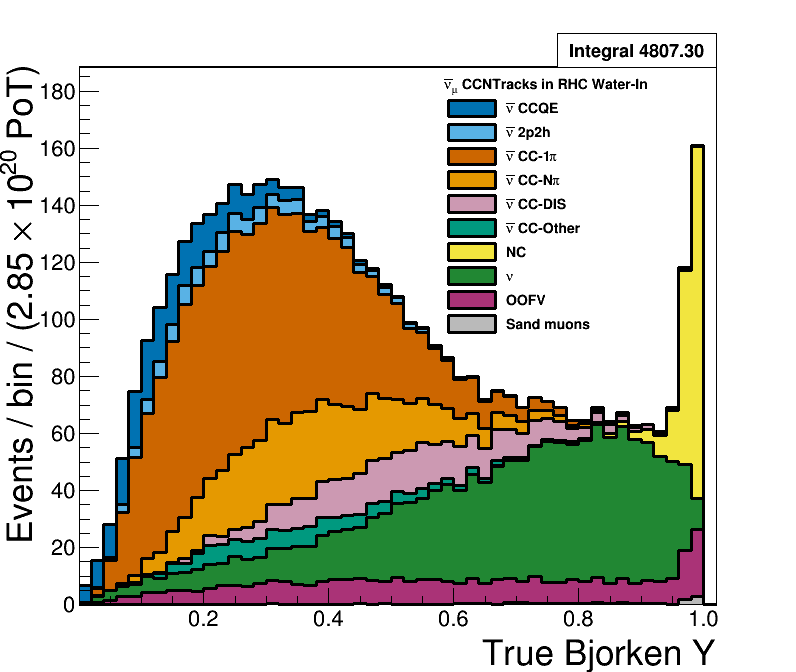 Integral 4807.30
ν̅μ CCNTracks in RHC Water-In
ν̅ CCQE
ν̅ 2p2h
ν̅ CC-1π
ν̅ CC-Nπ
ν̅ CC-DIS
ν̅ CC-Other
NC
ν
OOFV
Sand muons
Events / bin / (2.85 × 10²⁰ PoT)
180
160
140
120
100
80
60
40
20
0
0.2 0.4 0.6 0.8 1.0
True Bjorken Y